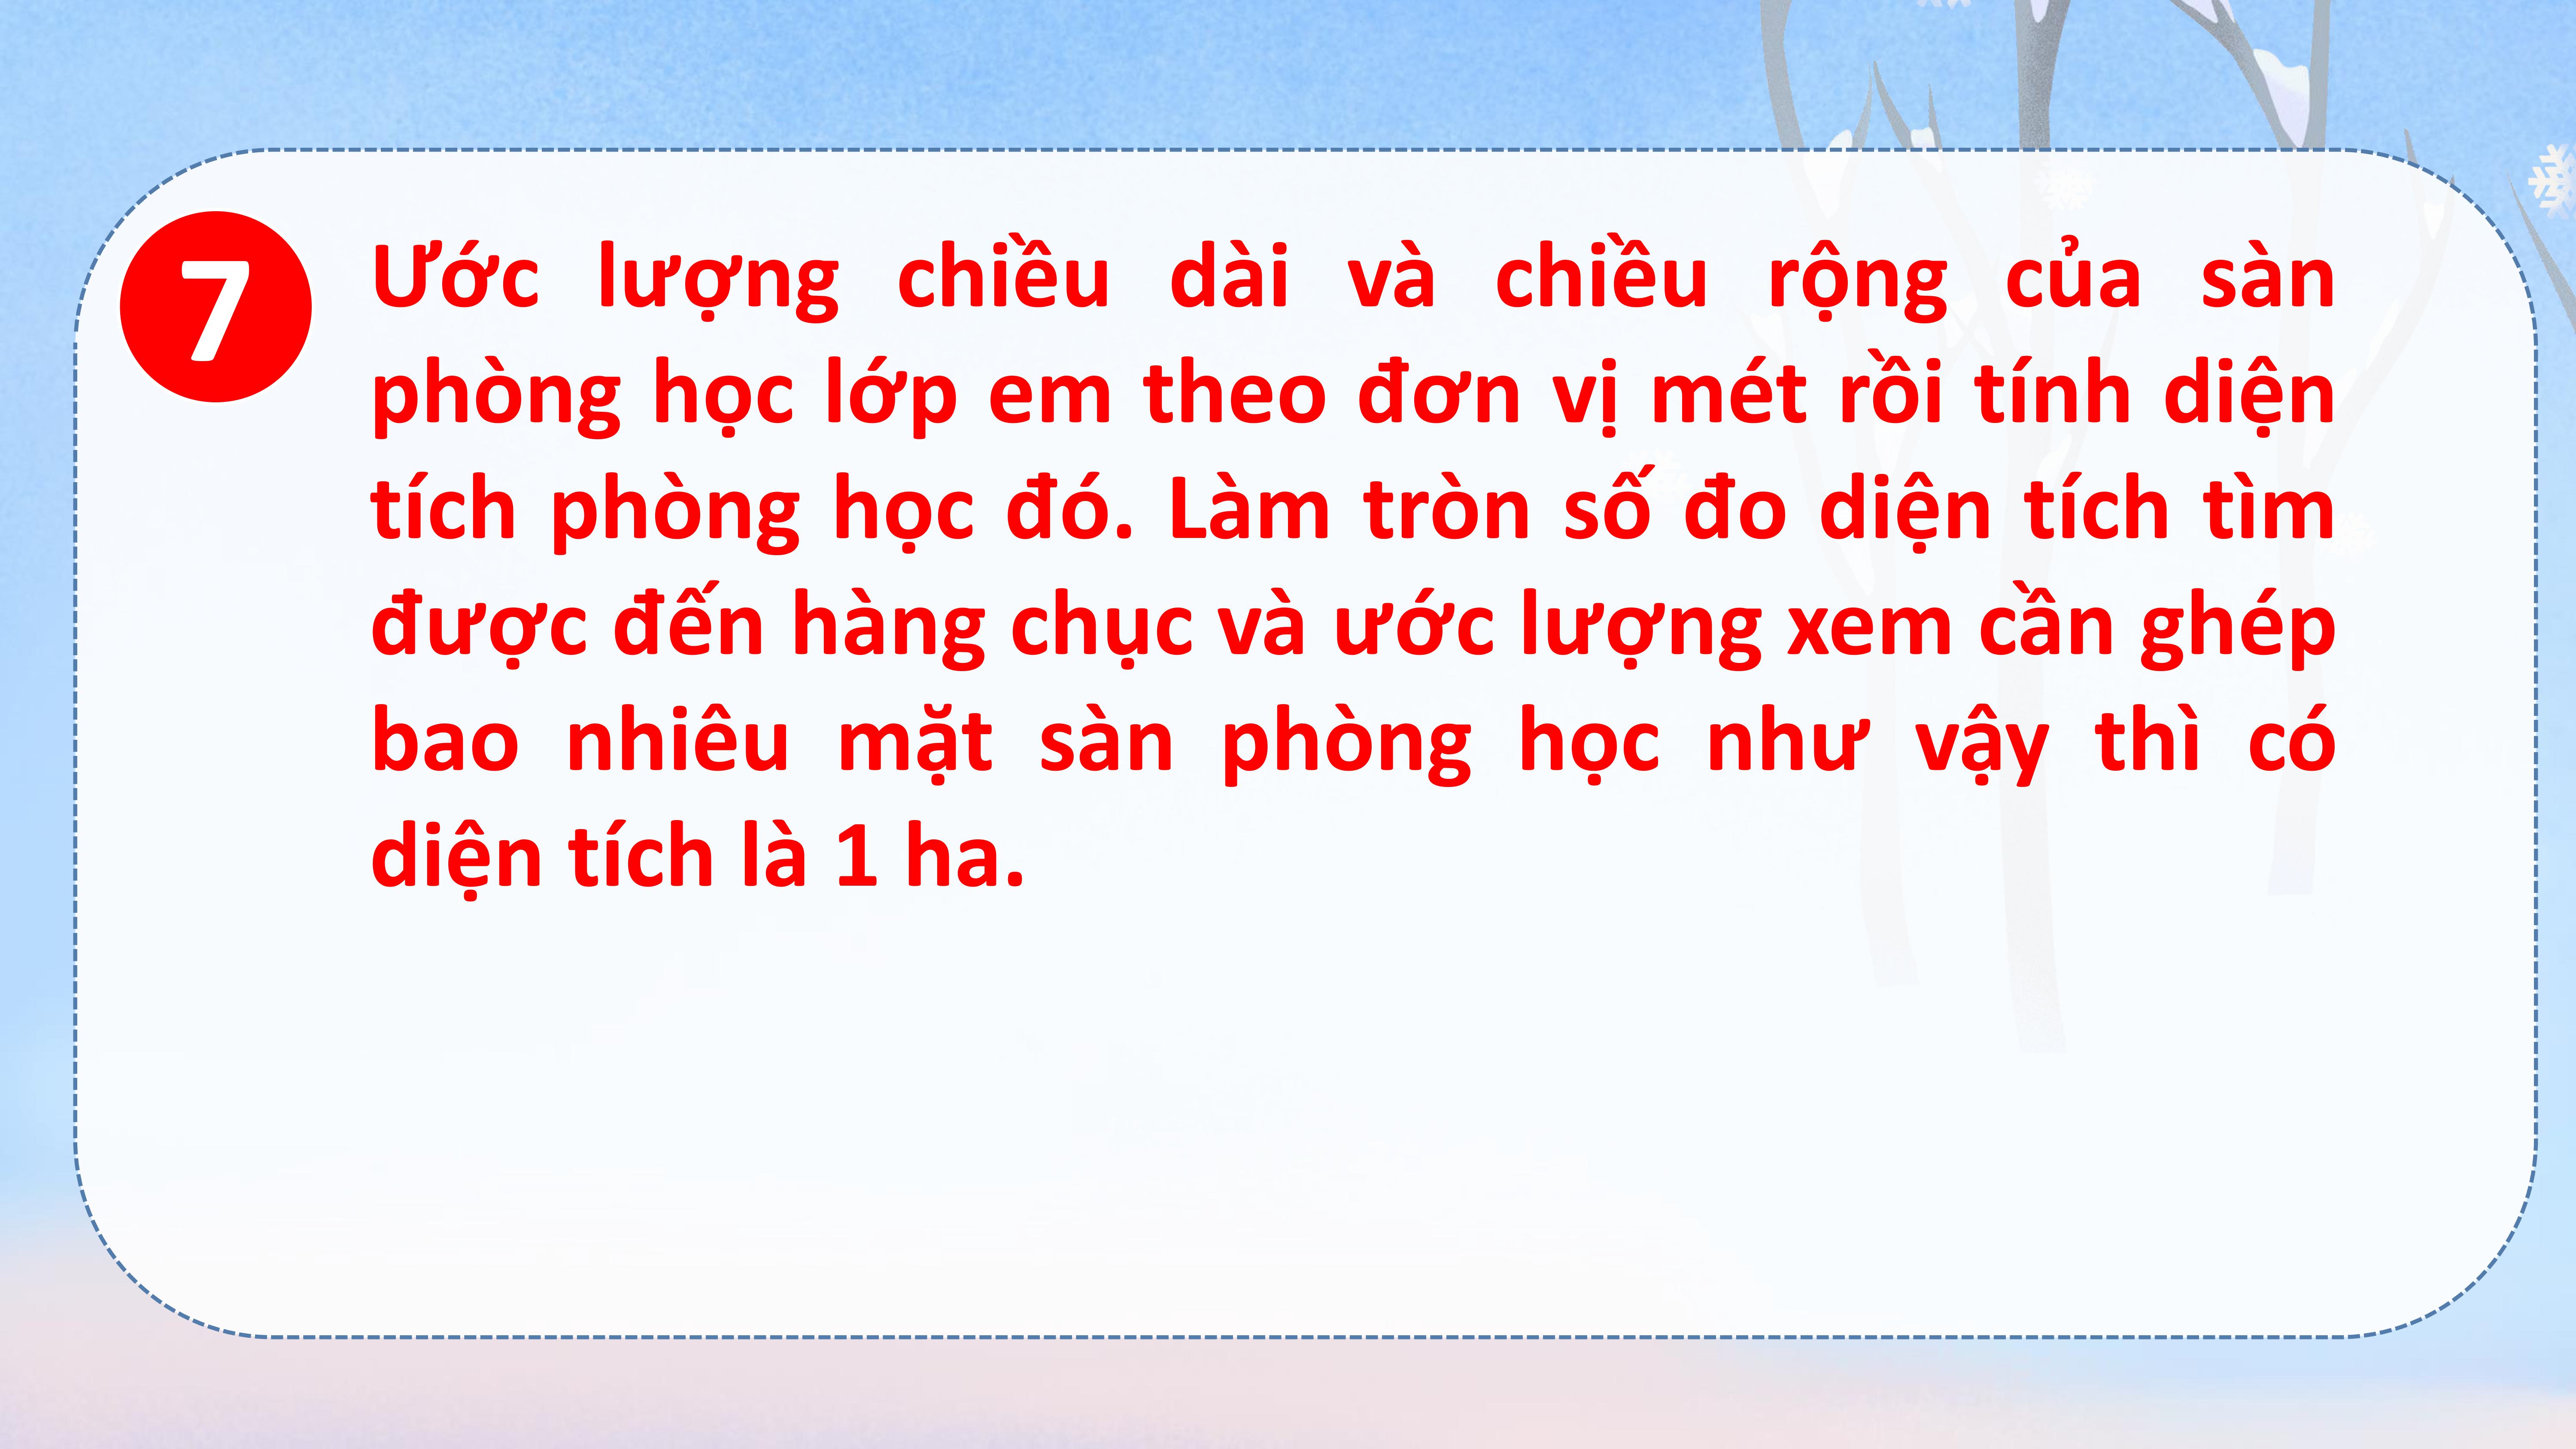 7
Ước lượng chiều dài và chiều rộng của sàn
phòng học lớp em theo đơn vị mét rồi tính diện
tích phòng học đó. Làm tròn số đo diện tích tìm
được đến hàng chục và ước lượng xem cần ghép
bao nhiêu mặt sàn phòng học như vậy thì có
diện tích là 1 ha.